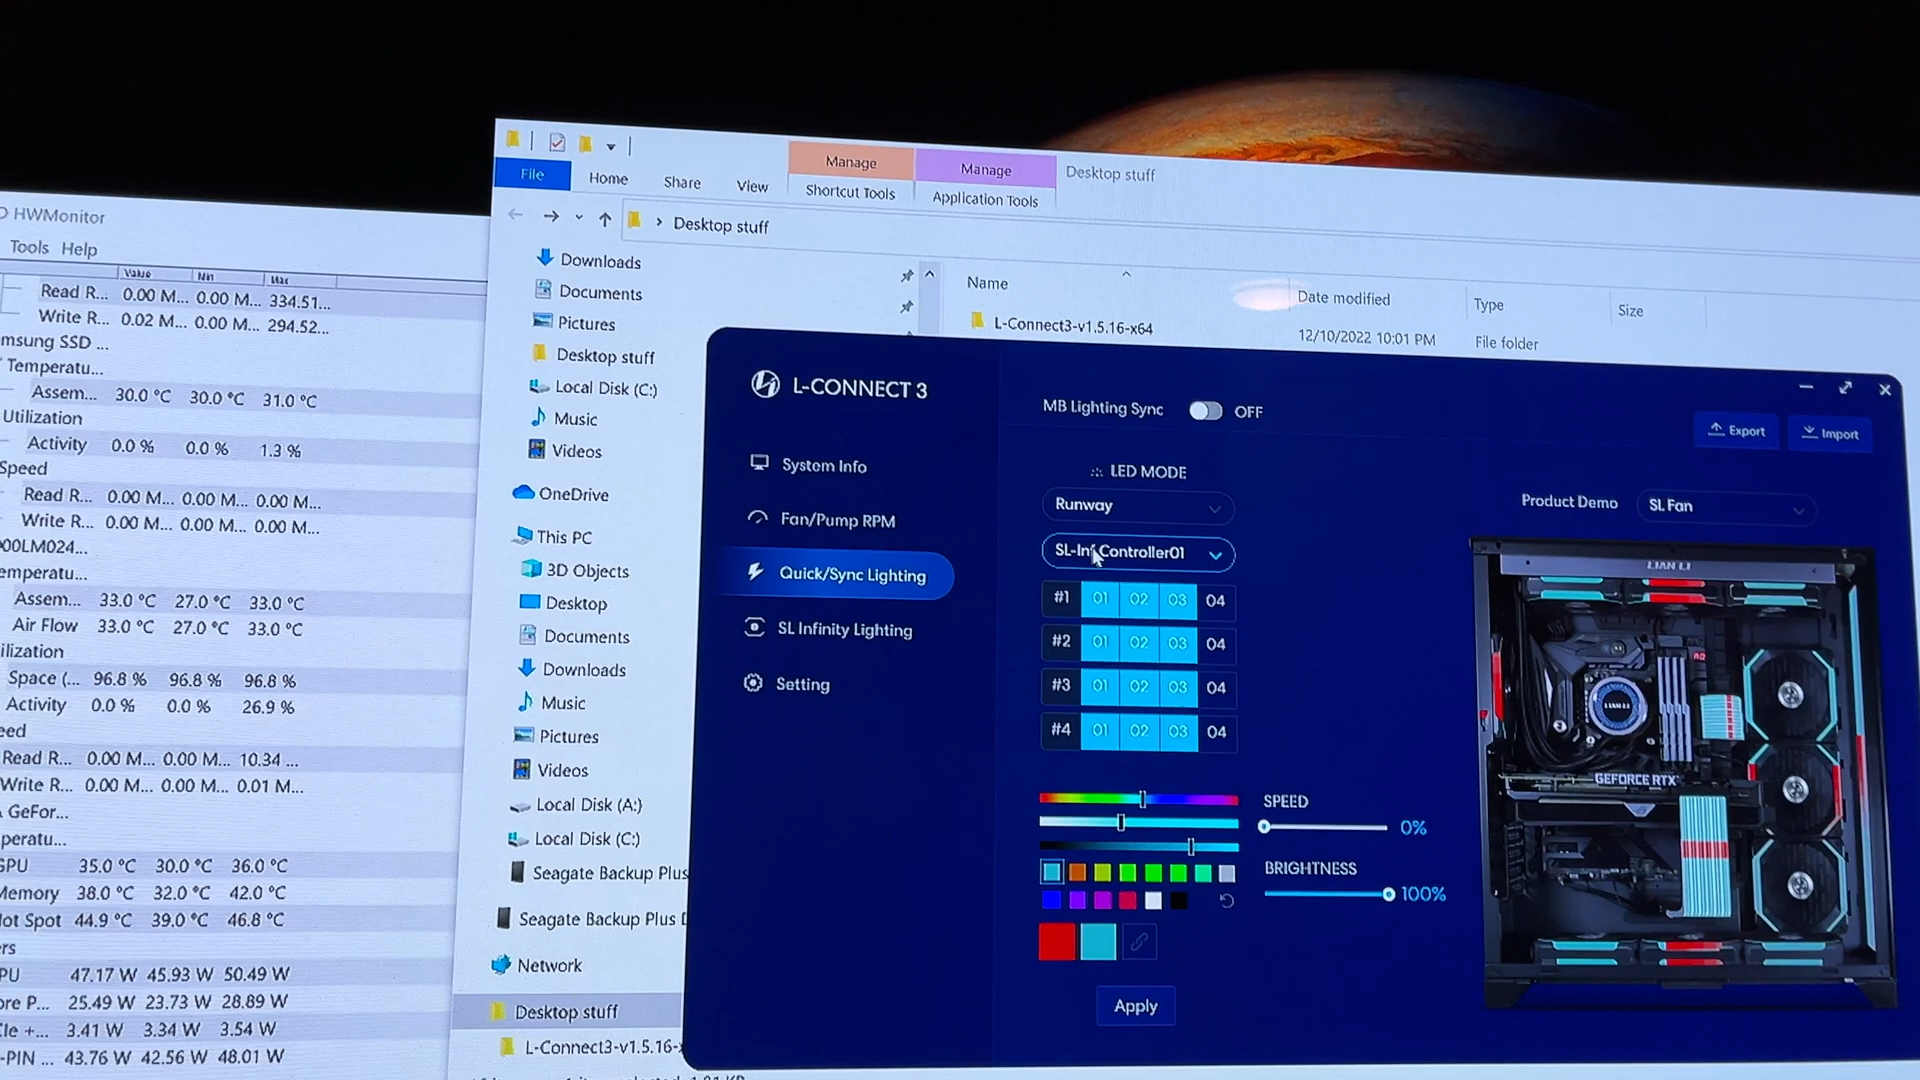 HWMonitor
Tools Help
Value Min Max
Read R... 0.00 M... 0.00 M... 334.51...
Write R... 0.02 M... 0.00 M... 294.52...
msung SSD ...
Temperatu...
Assem... 30.0 °C 30.0 °C 31.0 °C
Utilization
Activity 0.0 % 0.0 % 1.3 %
Speed
Read R... 0.00 M... 0.00 M... 0.00 M...
Write R... 0.00 M... 0.00 M... 0.00 M...
00LM024...
emperatu...
Assem... 33.0 °C 27.0 °C 33.0 °C
Air Flow 33.0 °C 27.0 °C 33.0 °C
ilization
Space (... 96.8 % 96.8 % 96.8 %
Activity 0.0 % 0.0 % 26.9 %
eed
Read R... 0.00 M... 0.00 M... 10.34 ...
Write R... 0.00 M... 0.00 M... 0.01 M...
GeFor...
peratu...
GPU 35.0 °C 30.0 °C 36.0 °C
Memory 38.0 °C 32.0 °C 42.0 °C
ot Spot 44.9 °C 39.0 °C 46.8 °C
ers
PU 47.17 W 45.93 W 50.49 W
ore P... 25.49 W 23.73 W 28.89 W
cle +... 3.41 W 3.34 W 3.54 W
-PIN ... 43.76 W 42.56 W 48.01 W
Manage Manage Desktop stuff
File Home Share View Shortcut Tools Application Tools
Desktop stuff
Downloads
Documents
Pictures
Desktop stuff
Local Disk (C:)
Music
Videos
OneDrive
This PC
3D Objects
Desktop
Documents
Downloads
Music
Pictures
Videos
Local Disk (A:)
Local Disk (C:)
Seagate Backup Plus
Seagate Backup Plus D
Network
Desktop stuff
L-Connect3-v1.5.16-x
Name Date modified Type Size
L-Connect3-v1.5.16-x64 12/10/2022 10:01 PM File folder
L-CONNECT 3
System Info
Fan/Pump RPM
Quick/Sync Lighting
SL Infinity Lighting
Setting
MB Lighting Sync OFF
Export Import
LED MODE
Runway
SL-Inf Controller01
#1 01 02 03 04
#2 01 02 03 04
#3 01 02 03 04
#4 01 02 03 04
SPEED
0%
BRIGHTNESS
100%
Apply
Product Demo SL Fan
LIAN LI
LIAN LI
GEFORCE RTX